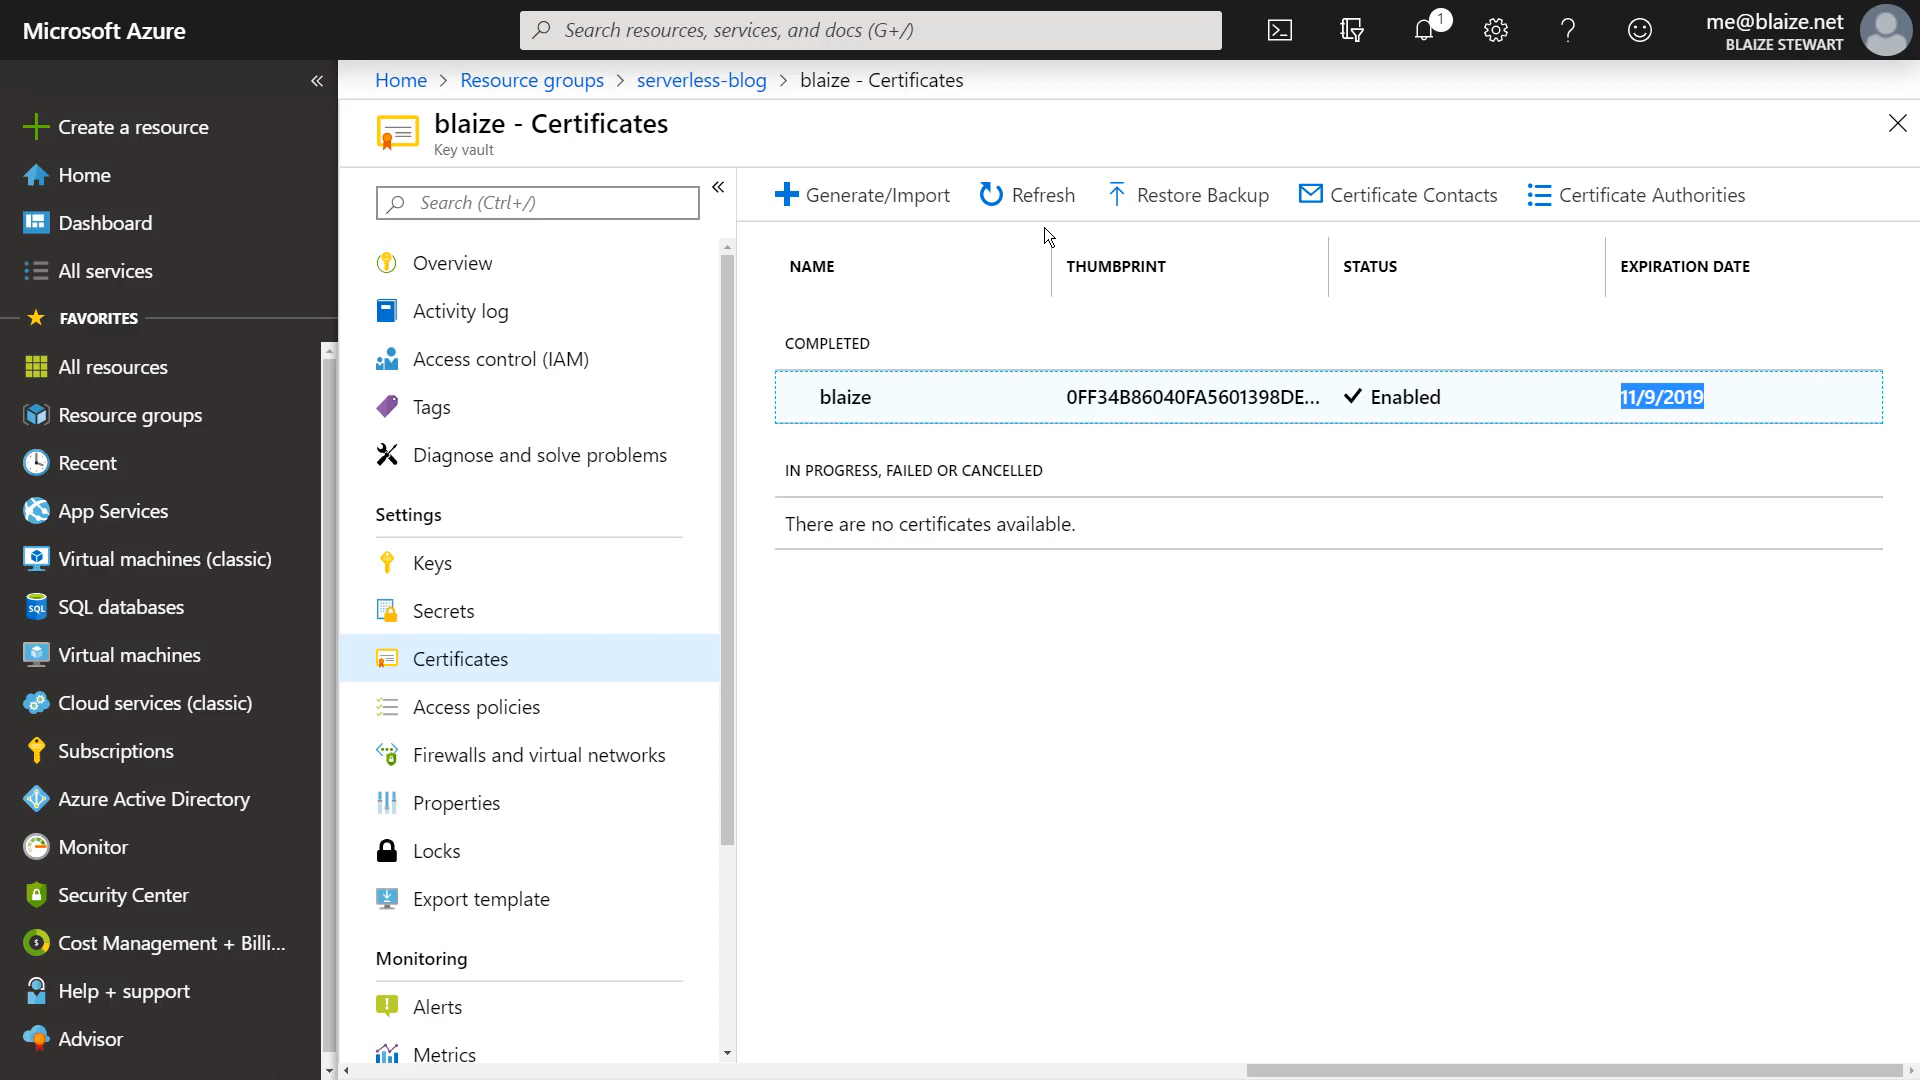 Microsoft Azure
Search resources, services, and docs (G+/)
1
me@blaize.net
BLAIZE STEWART
Create a resource
Home
Dashboard
All services
FAVORITES
All resources
Resource groups
Recent
App Services
Virtual machines (classic)
SQL databases
Virtual machines
Cloud services (classic)
Subscriptions
Azure Active Directory
Monitor
Security Center
Cost Management + Billi...
Help + support
Advisor
Home > Resource groups > serverless-blog > blaize - Certificates
blaize - Certificates
Key vault
Search (Ctrl+/)
Overview
Activity log
Access control (IAM)
Tags
Diagnose and solve problems
Settings
Keys
Secrets
Certificates
Access policies
Firewalls and virtual networks
Properties
Locks
Export template
Monitoring
Alerts
Metrics
Generate/Import Refresh Restore Backup Certificate Contacts Certificate Authorities
NAME THUMBPRINT STATUS EXPIRATION DATE
COMPLETED
blaize 0FF34B86040FA5601398DE... Enabled 11/9/2019
IN PROGRESS, FAILED OR CANCELLED
There are no certificates available.